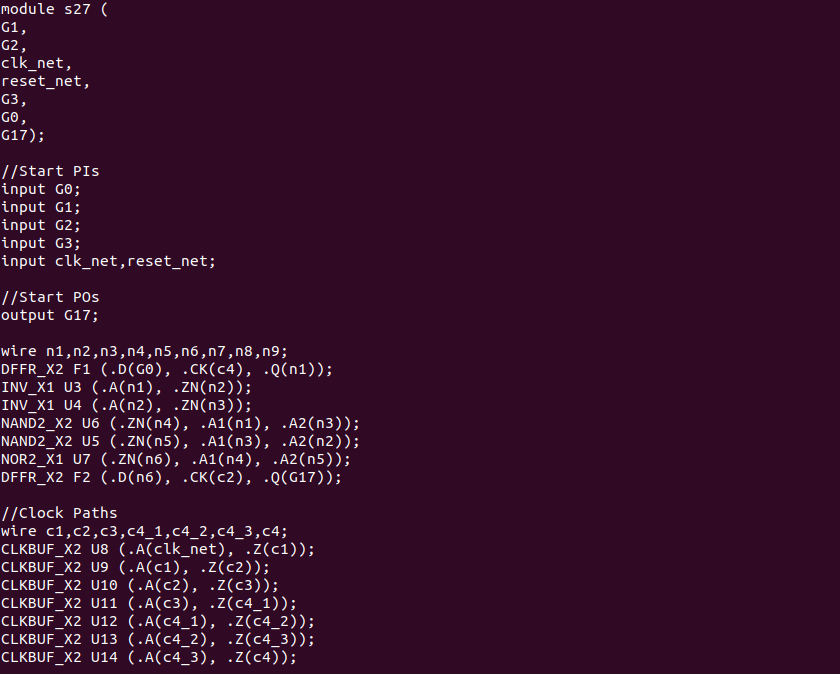 module s27 (
G1,
G2,
clk_net,
reset_net,
G3,
G0,
G17);
//Start PIs
input G0;
input G1;
input G2;
input G3;
input clk_net,reset_net;
//Start POs
output G17;
wire n1,n2,n3,n4,n5,n6,n7,n8,n9;
DFFR_X2 F1 (.D(G0), .CK(c4), .Q(n1));
INV_X1 U3 (.A(n1), .ZN(n2));
INV_X1 U4 (.A(n2), .ZN(n3));
NAND2_X2 U6 (.ZN(n4), .A1(n1), .A2(n3));
NAND2_X2 U5 (.ZN(n5), .A1(n3), .A2(n2));
NOR2_X1 U7 (.ZN(n6), .A1(n4), .A2(n5));
DFFR_X2 F2 (.D(n6), .CK(c2), .Q(G17));
//Clock Paths
wire c1,c2,c3,c4_1,c4_2,c4_3,c4;
CLKBUF_X2 U8 (.A(clk_net), .Z(c1));
CLKBUF_X2 U9 (.A(c1), .Z(c2));
CLKBUF_X2 U10 (.A(c2), .Z(c3));
CLKBUF_X2 U11 (.A(c3), .Z(c4_1));
CLKBUF_X2 U12 (.A(c4_1), .Z(c4_2));
CLKBUF_X2 U13 (.A(c4_2), .Z(c4_3));
CLKBUF_X2 U14 (.A(c4_3), .Z(c4));